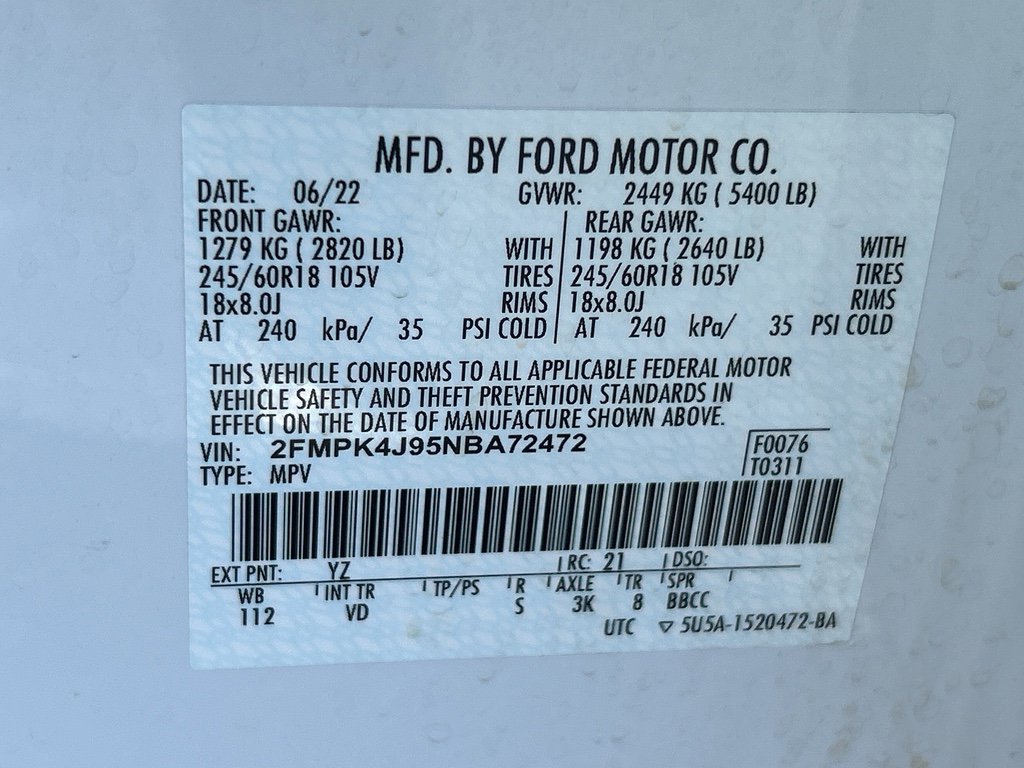 MFD. BY FORD MOTOR CO.
DATE: 06/22 GVWR: 2449 KG ( 5400 LB)
FRONT GAWR: REAR GAWR:
1279 KG ( 2820 LB) WITH 1198 KG ( 2640 LB) WITH
245/60R18 105V TIRES 245/60R18 105V TIRES
18x8.0J RIMS 18x8.0J RIMS
AT 240 kPa/ 35 PSI COLD AT 240 kPa/ 35 PSI COLD
THIS VEHICLE CONFORMS TO ALL APPLICABLE FEDERAL MOTOR
VEHICLE SAFETY AND THEFT PREVENTION STANDARDS IN
EFFECT ON THE DATE OF MANUFACTURE SHOWN ABOVE.
VIN: 2FMPK4J95NBA72472 F0076
TYPE: MPV T0311
EXT PNT: YZ RC: 21 DSO:
WB INT TR TP/PS R AXLE TR SPR
112 VD S 3K 8 BBCC
UTC ▽ 5U5A-1520472-BA